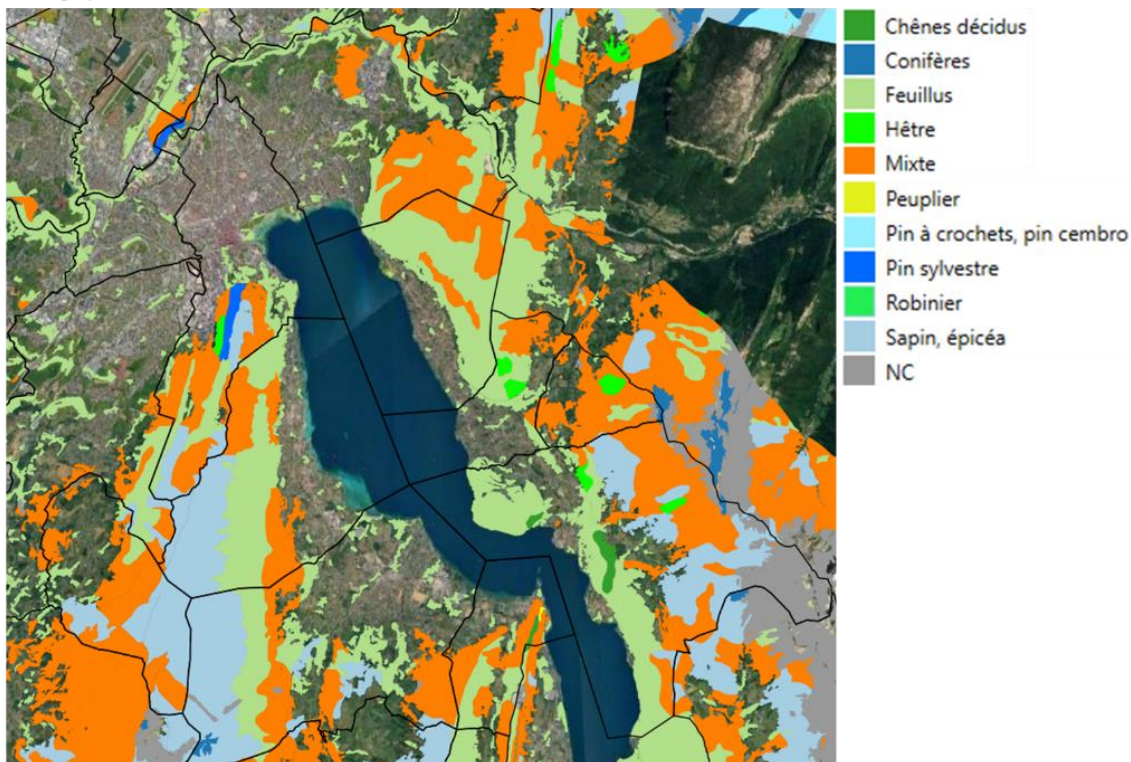 Chênes décidus
Conifères
Feuillus
Hêtre
Mixte
Peuplier
Pin à crochets, pin cembro
Pin sylvestre
Robinier
Sapin, épicéa
NC